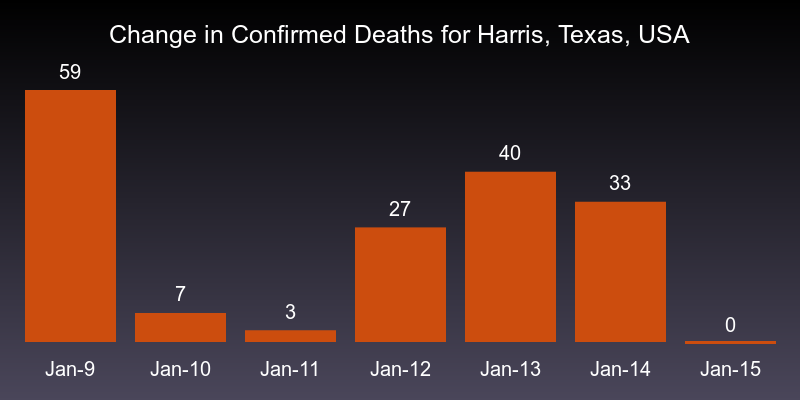 Change in Confirmed Deaths for Harris, Texas, USA
59
7
3
27
40
33
0
Jan-9
Jan-10
Jan-11
Jan-12
Jan-13
Jan-14
Jan-15